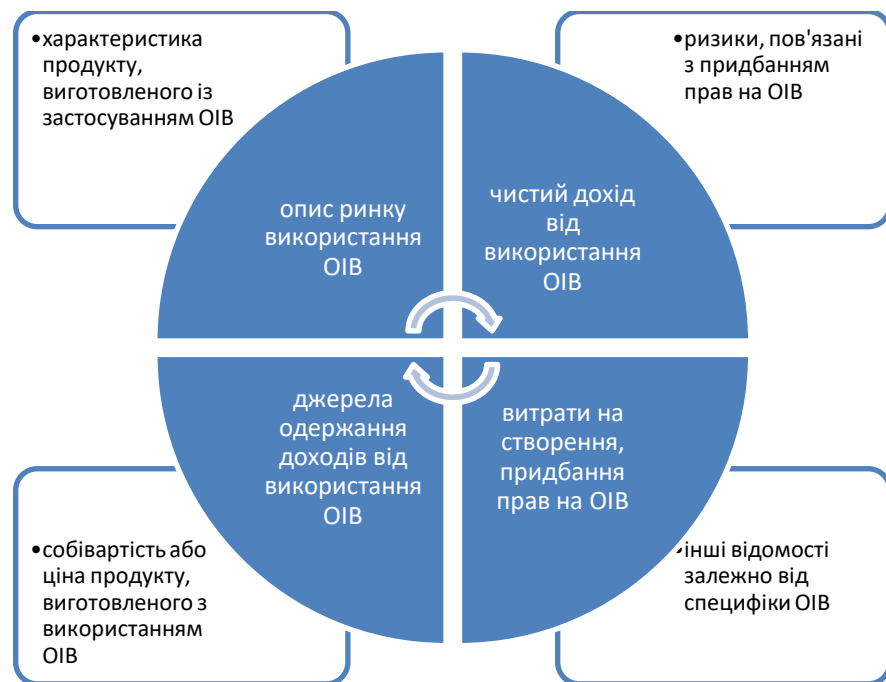 •характеристика
продукту,
виготовленого із
застосуванням ОІВ
•ризики, пов'язані
з придбанням
прав на ОІВ
опис ринку
використання
ОІВ
чистий дохід
від
використання
ОІВ
джерела
одержання
доходів від
використання
ОІВ
витрати на
створення,
придбання
прав на ОІВ
•собівартість або
ціна продукту,
виготовленого з
використанням
ОІВ
•інші відомості
залежно від
специфіки ОІВ